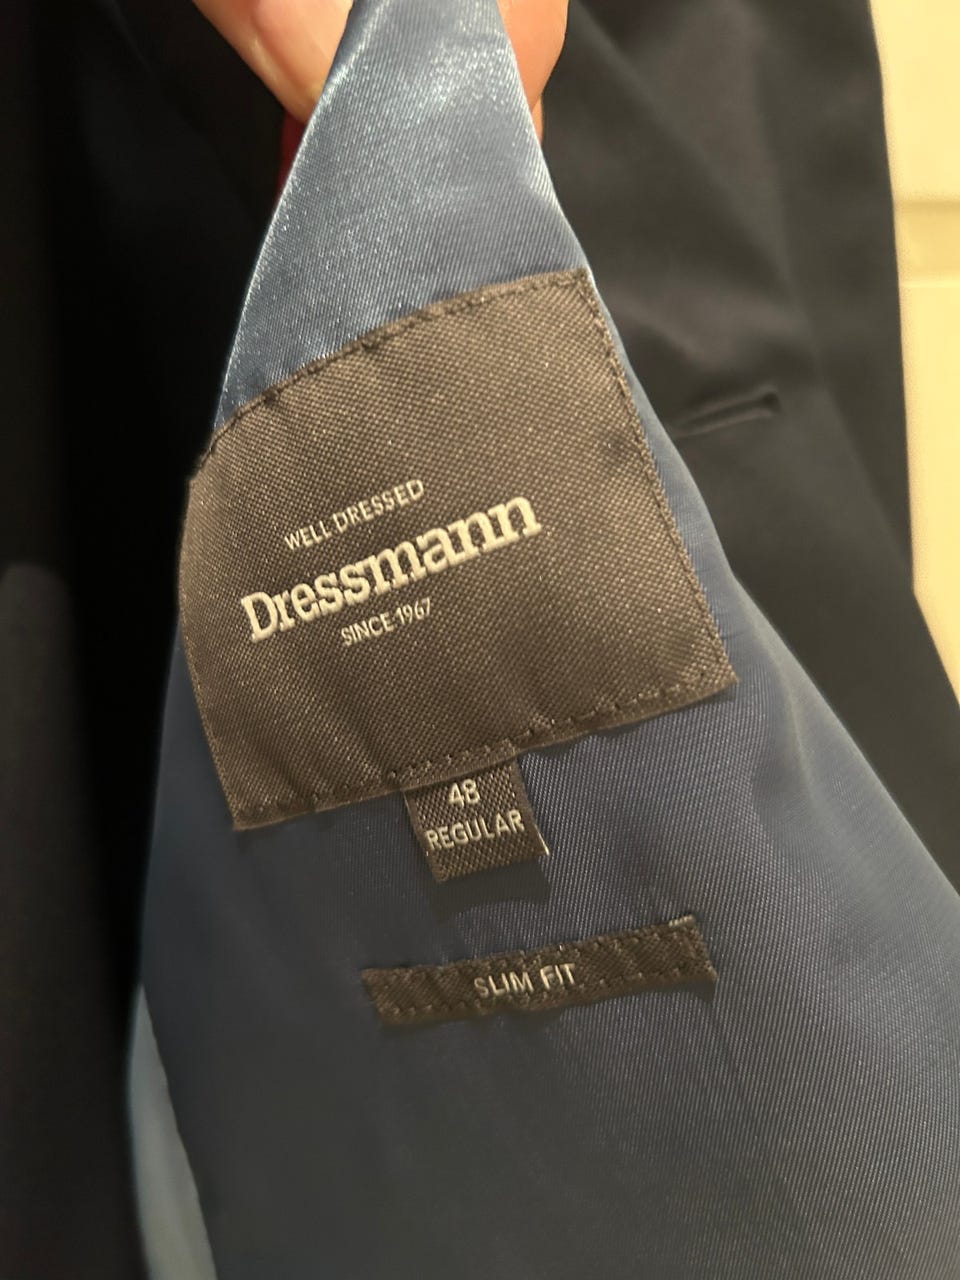 WELL DRESSED
Dressmann
SINCE 1967
48
REGULAR
SLIM FIT